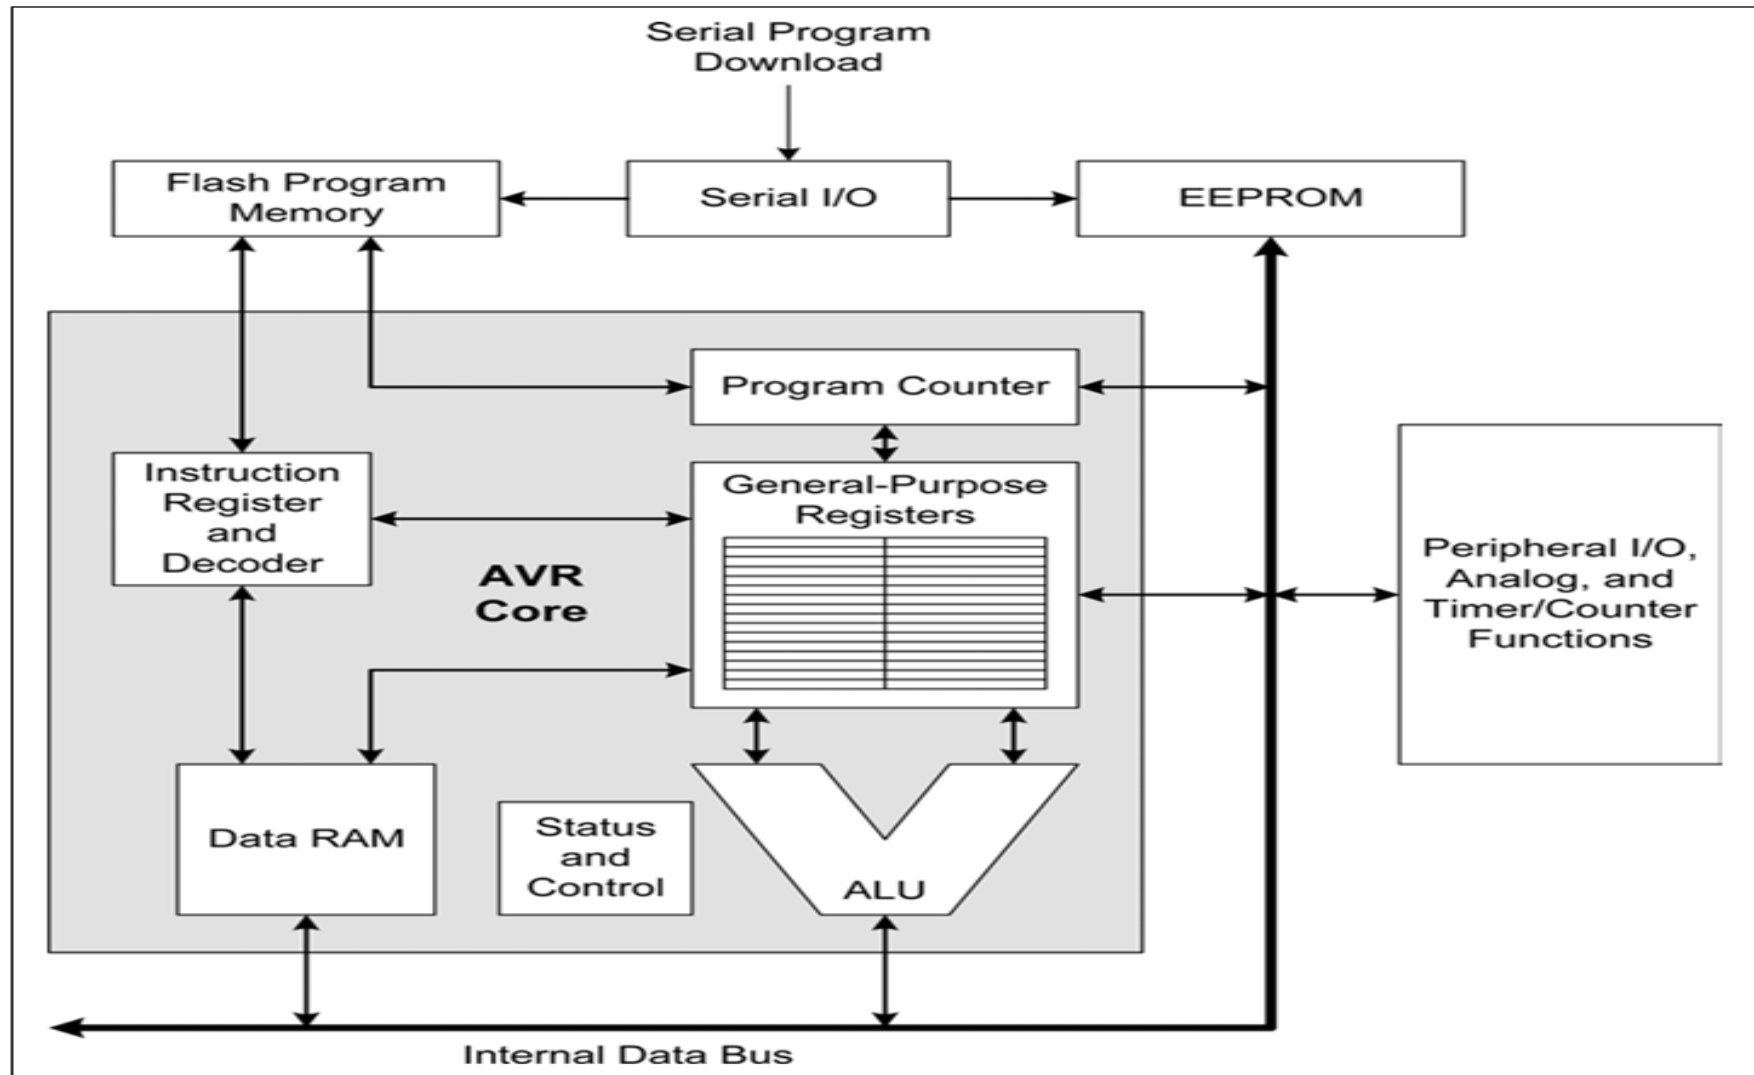 Serial Program
Download
Flash Program
Memory
Serial I/O
EEPROM
Program Counter
Instruction
Register
and
Decoder
General-Purpose
Registers
AVR
Core
Peripheral I/O,
Analog, and
Timer/Counter
Functions
Data RAM
Status
and
Control
ALU
Internal Data Bus